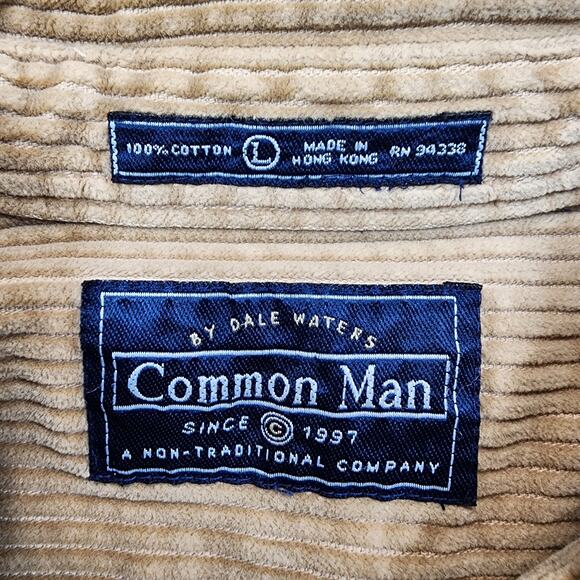 100% COTTON L MADE IN HONG KONG RN 94338
BY DALE WATERS
Common Man
SINCE © 1997
A NON-TRADITIONAL COMPANY